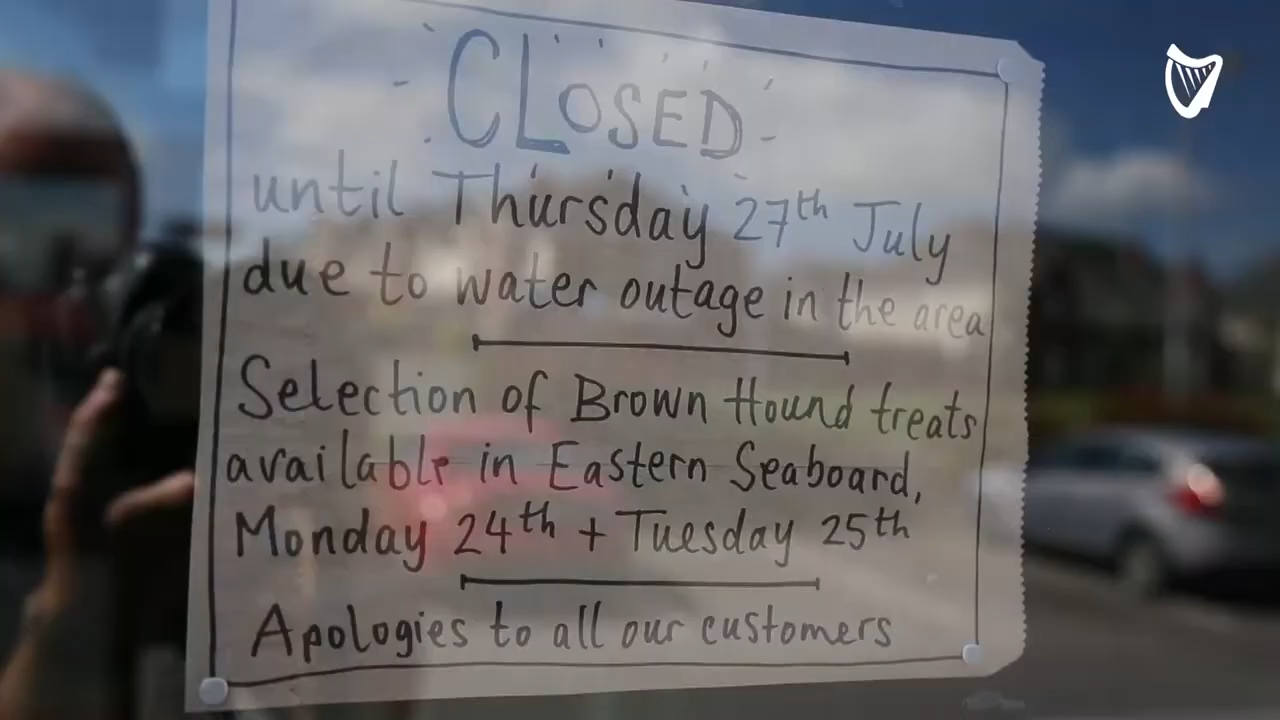 CLOSED
until Thursday 27th July
due to water outage in the area
Selection of Brown Hound treats
available in Eastern Seaboard,
Monday 24th + Tuesday 25th
Apologies to all our customers